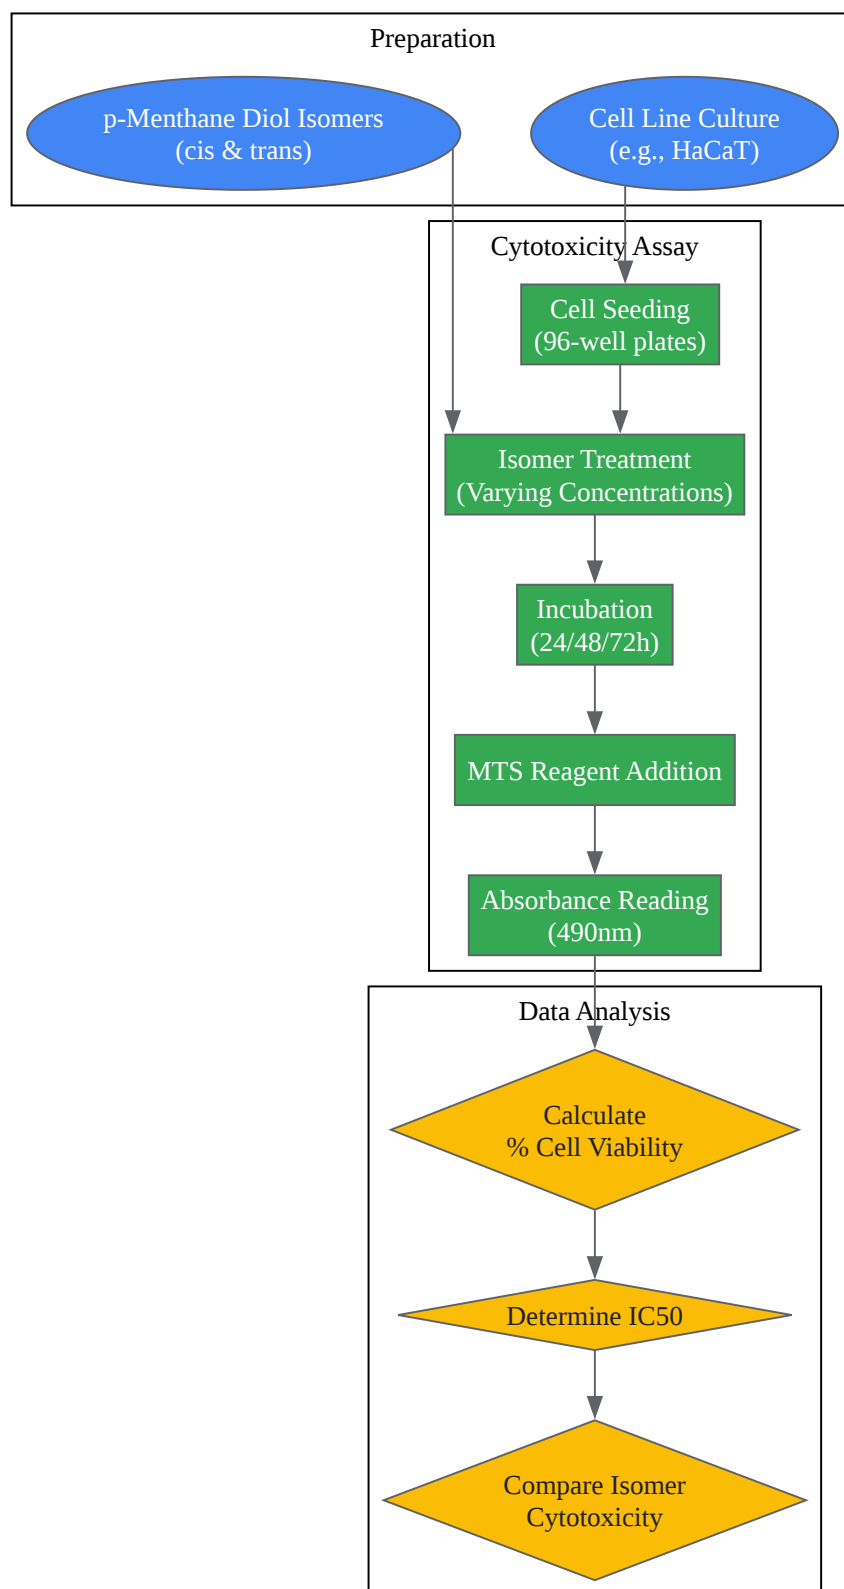 Preparation
p-Menthane Diol Isomers
(cis & trans)
Cell Line Culture
(e.g., HaCaT)
Cytotoxicity Assay
Cell Seeding
(96-well plates)
Isomer Treatment
(Varying Concentrations)
Incubation
(24/48/72h)
MTS Reagent Addition
Absorbance Reading
(490nm)
Data Analysis
Calculate
% Cell Viability
Determine IC50
Compare Isomer
Cytotoxicity